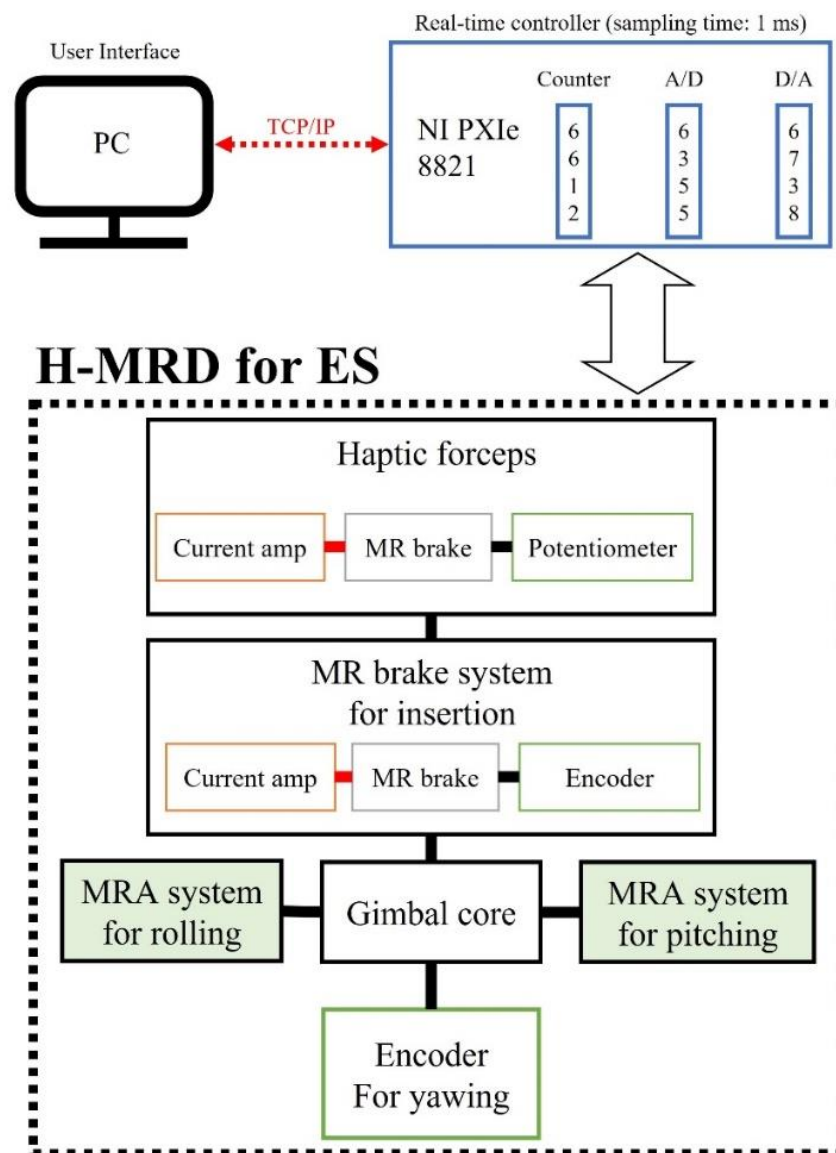 Real-time controller (sampling time: 1 ms)
User Interface
PC
TCP/IP
NI PXIe
8821
Counter
6
6
1
2
A/D
6
3
5
5
D/A
6
7
3
8
H-MRD for ES
Haptic forceps
Current amp
MR brake
Potentiometer
MR brake system
for insertion
Current amp
MR brake
Encoder
MRA system
for rolling
Gimbal core
MRA system
for pitching
Encoder
For yawing